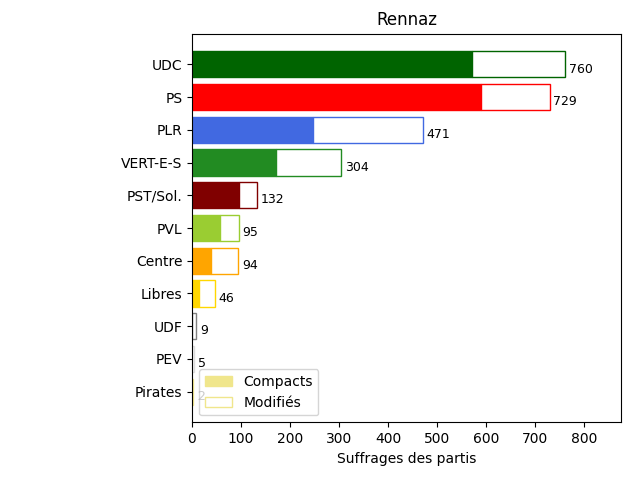 Rennaz
UDC 760
PS 729
PLR 471
VERT-E-S 304
PST/Sol. 132
PVL 95
Centre 94
Libres 46
UDF 9
PEV 5
Pirates 2
Compacts
Modifiés
0 100 200 300 400 500 600 700 800
Suffrages des partis